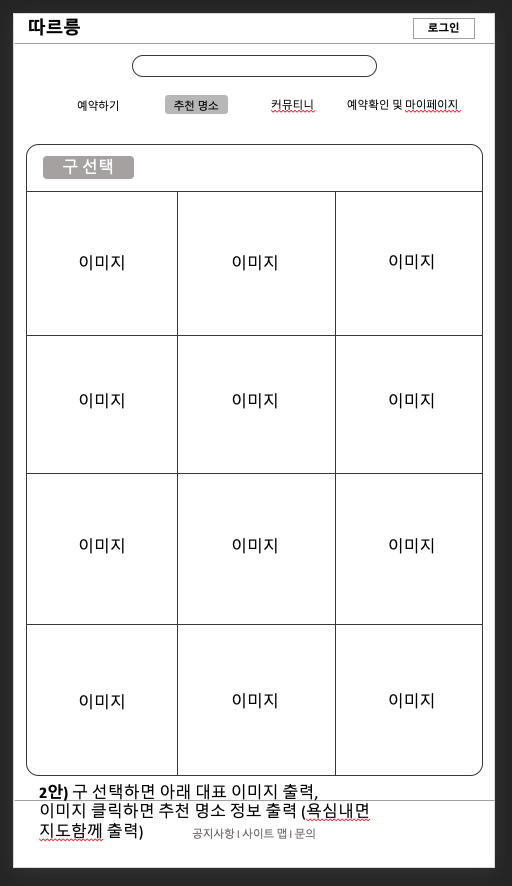 따르릉
로그인
예약하기
추천 명소
커뮤티니
예약확인 및 마이페이지
구 선택
이미지 이미지 이미지
이미지 이미지 이미지
이미지 이미지 이미지
이미지 이미지 이미지
2안) 구 선택하면 아래 대표 이미지 출력,
이미지 클릭하면 추천 명소 정보 출력 (욕심내면
지도함께 출력)
공지사항 I 사이트 맵 I 문의